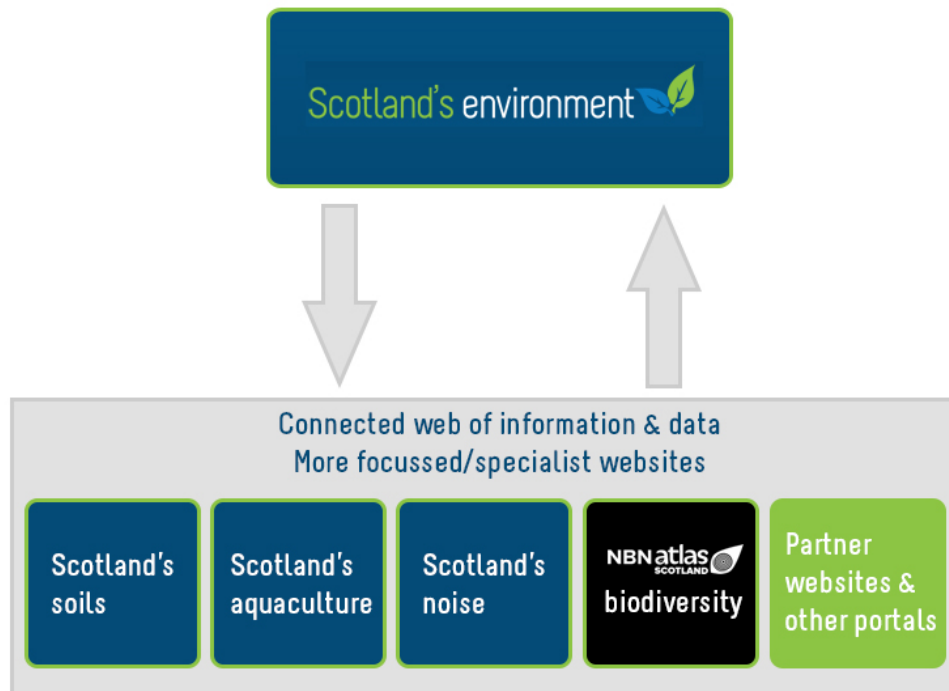 Scotland's environment
Connected web of information & data
More focussed/specialist websites
Scotland's
soils
Scotland's
aquaculture
Scotland's
noise
NBN atlas
SCOTLAND
biodiversity
Partner
websites &
other portals